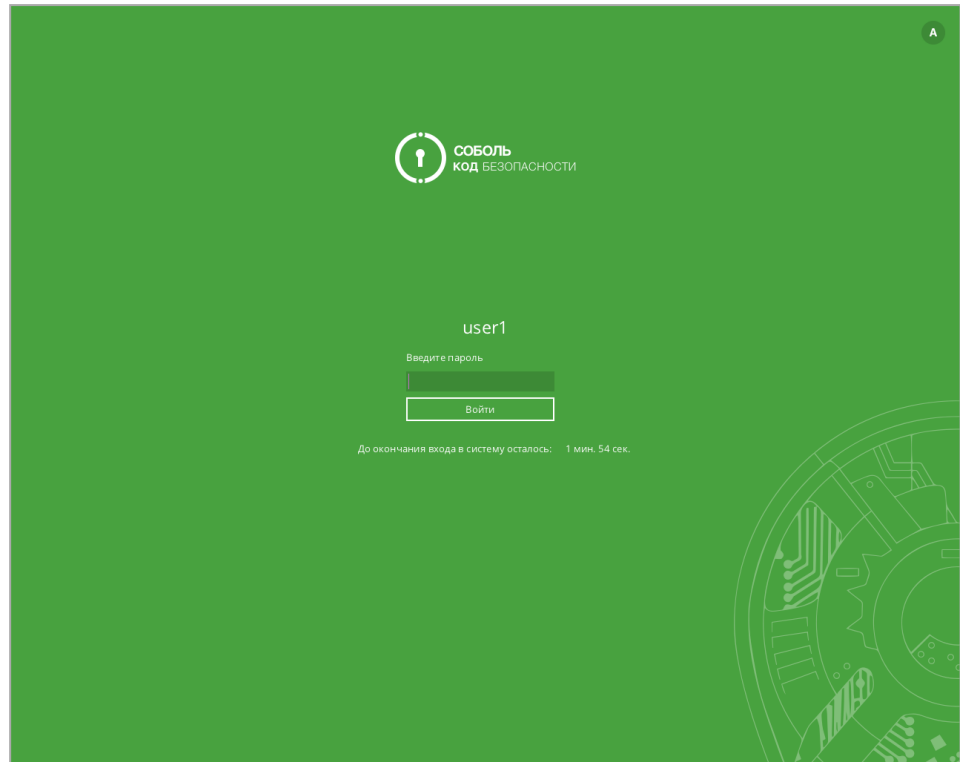 A
СОБОЛЬ
КОД БЕЗОПАСНОСТИ
user1
Введите пароль
Войти
До окончания входа в систему осталось: 1 мин. 54 сек.